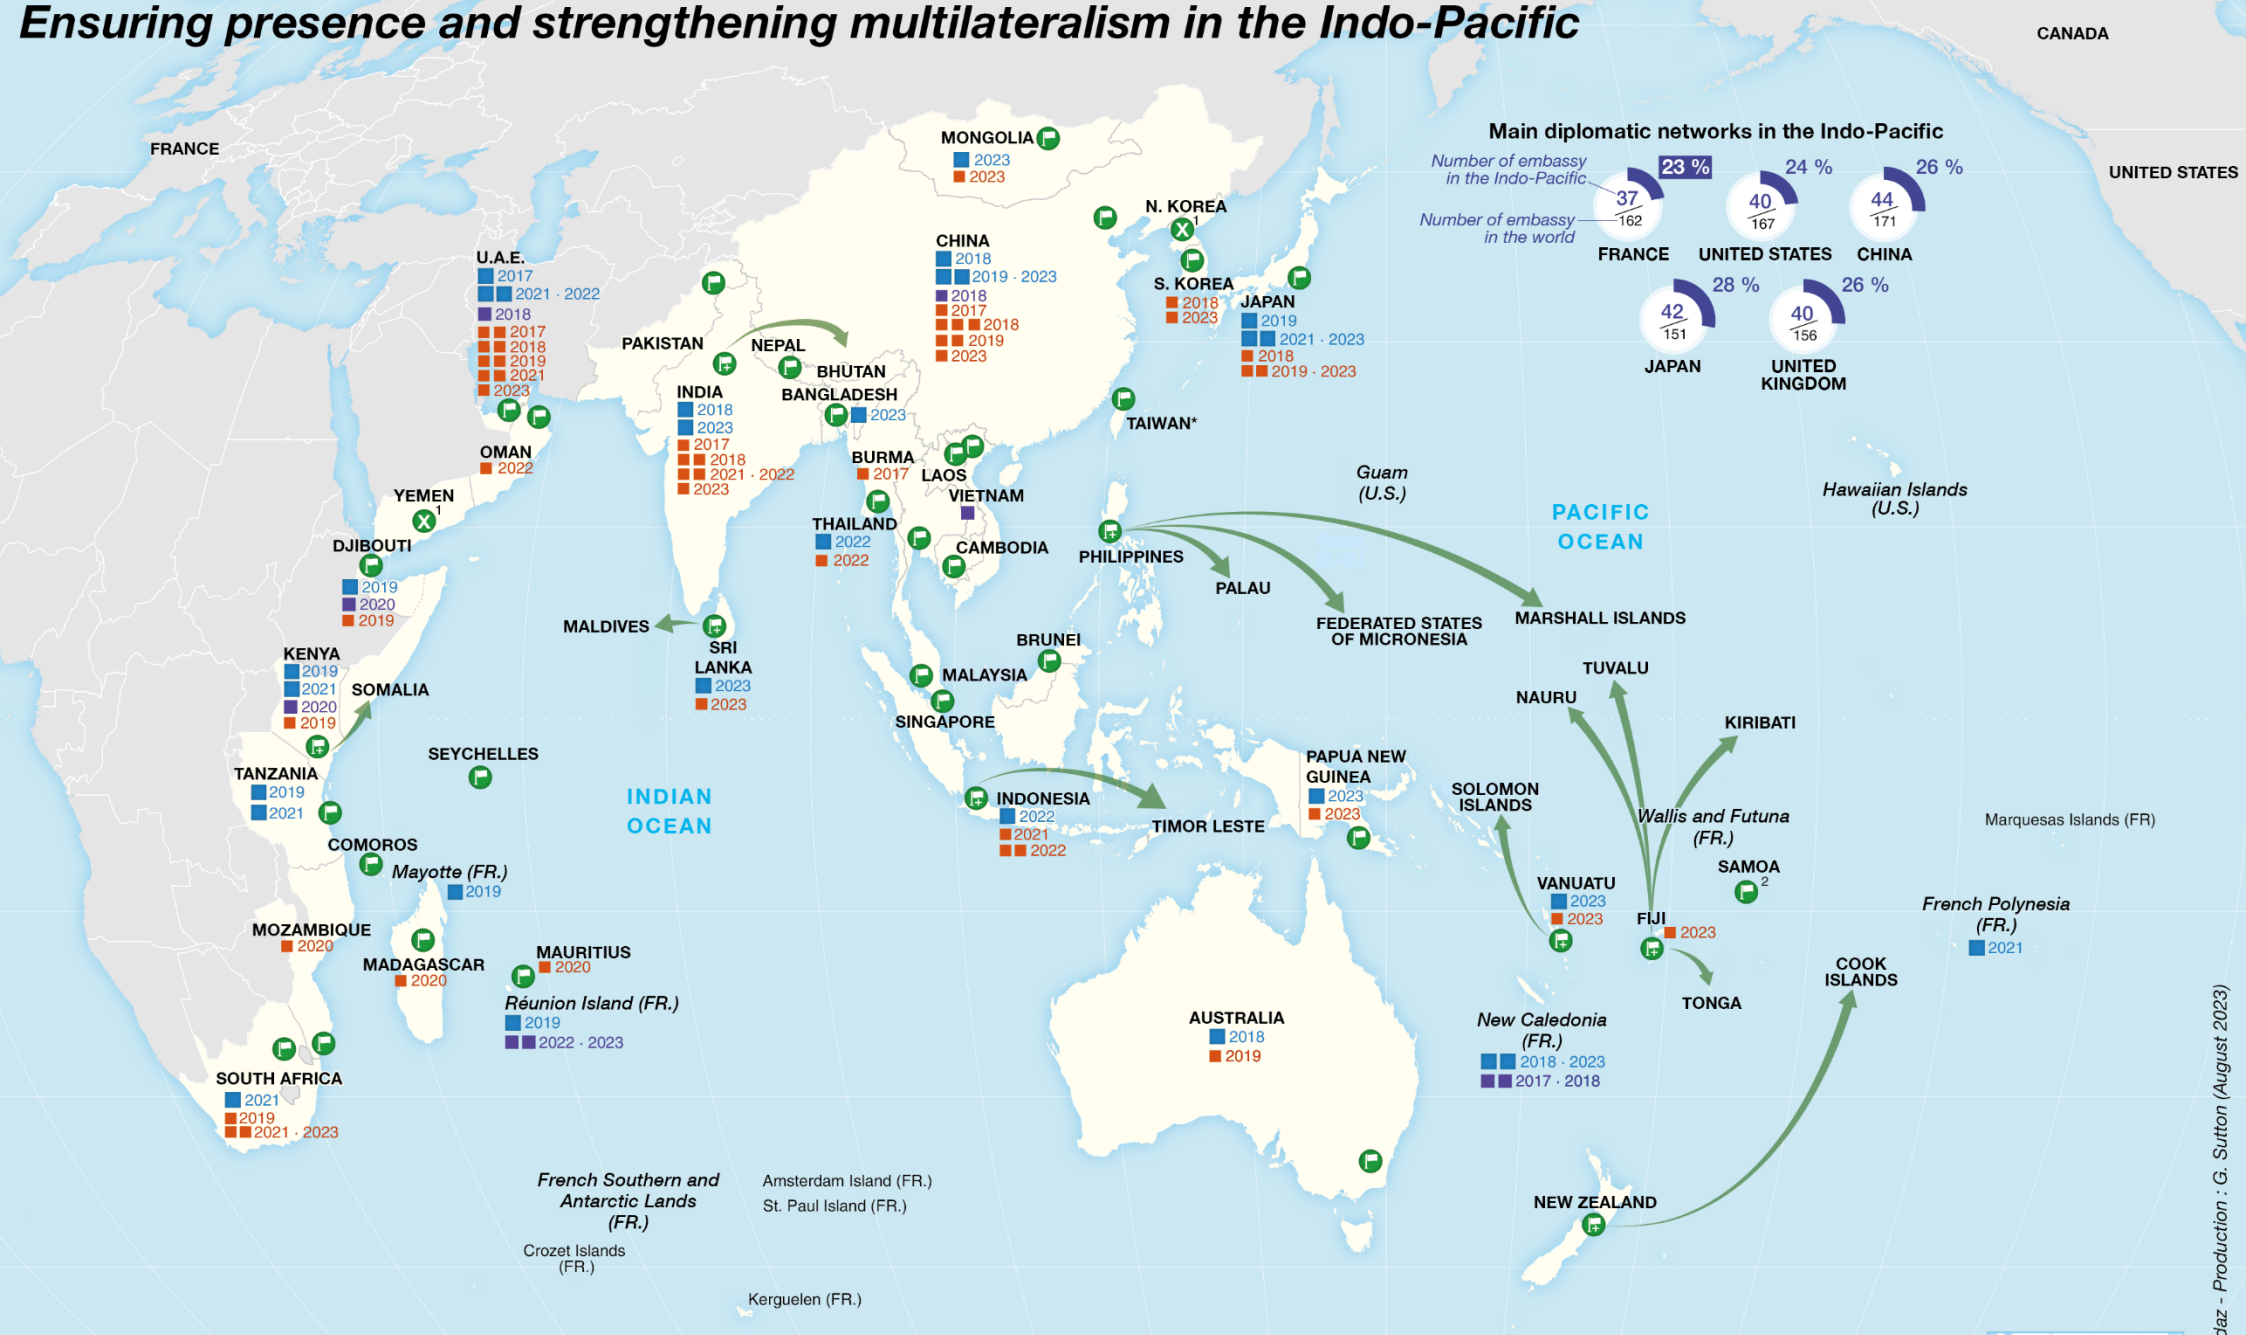 Ensuring presence and strengthening multilateralism in the Indo-Pacific
CANADA
FRANCE
UNITED STATES
Main diplomatic networks in the Indo-Pacific
Number of embassy
in the Indo-Pacific
Number of embassy
in the world
23 %
37
162
FRANCE
24 %
40
167
UNITED STATES
26 %
44
171
CHINA
28 %
42
151
JAPAN
26 %
40
156
UNITED
KINGDOM
MONGOLIA
2023
2023
N. KOREA
X 1
S. KOREA
2018
2023
JAPAN
2019
2021 · 2023
2018
2019 · 2023
CHINA
2018
2019 · 2023
2018
2017
2018
2019
2023
U.A.E.
2017
2021 · 2022
2018
2017
2018
2019
2021
2023
OMAN
2022
YEMEN
X 1
PAKISTAN
NEPAL
BHUTAN
BANGLADESH
2023
INDIA
2018
2023
2017
2018
2021 · 2022
2023
TAIWAN*
BURMA
2017
LAOS
VIETNAM
THAILAND
2022
2022
CAMBODIA
PHILIPPINES
Guam
(U.S.)
PACIFIC
OCEAN
Hawaiian Islands
(U.S.)
PALAU
FEDERATED STATES
OF MICRONESIA
MARSHALL ISLANDS
DJIBOUTI
2019
2020
2019
KENYA
2019
2021
2020
2019
SOMALIA
MALDIVES
SRI
LANKA
2023
2023
BRUNEI
MALAYSIA
SINGAPORE
TUVALU
NAURU
KIRIBATI
TANZANIA
2019
2021
SEYCHELLES
INDIAN
OCEAN
INDONESIA
2022
2021
2022
TIMOR LESTE
PAPUA NEW
GUINEA
2023
2023
SOLOMON
ISLANDS
Wallis and Futuna
(FR.)
Marquesas Islands (FR)
COMOROS
Mayotte (FR.)
2019
SAMOA
2
VANUATU
2023
2023
FIJI
2023
French Polynesia
(FR.)
2021
MOZAMBIQUE
2020
MADAGASCAR
2020
MAURITIUS
2020
Réunion Island (FR.)
2019
2022 · 2023
COOK
ISLANDS
TONGA
AUSTRALIA
2018
2019
New Caledonia
(FR.)
2018 · 2023
2017 · 2018
SOUTH AFRICA
2021
2019
2021 · 2023
French Southern and
Antarctic Lands
(FR.)
Amsterdam Island (FR.)
St. Paul Island (FR.)
Crozet Islands
(FR.)
Kerguelen (FR.)
NEW ZEALAND
daz - Production : G. Sutton (August 2023)